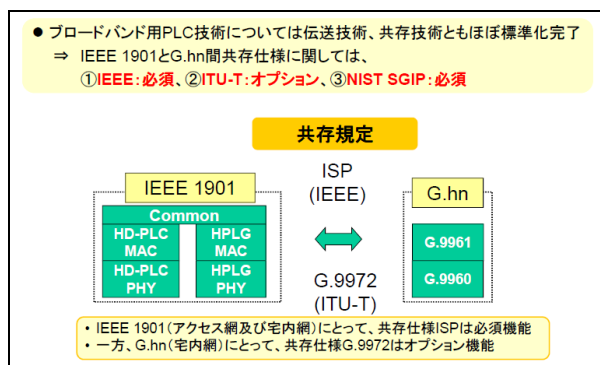 ● ブロードバンド用PLC技術については伝送技術、共存技術ともほぼ標準化完了
⇒ IEEE 1901とG.hn間共存仕様に関しては、
①IEEE:必須、②ITU-T:オプション、③NIST SGIP:必須
共存規定
IEEE 1901
ISP
(IEEE)
G.hn
Common
HD-PLC
MAC
HPLG
MAC
HD-PLC
PHY
HPLG
PHY
G.9961
G.9960
G.9972
(ITU-T)
・IEEE 1901(アクセス網及び宅内網)にとって、共存仕様ISPは必須機能
・一方、G.hn(宅内網)にとって、共存仕様G.9972はオプション機能